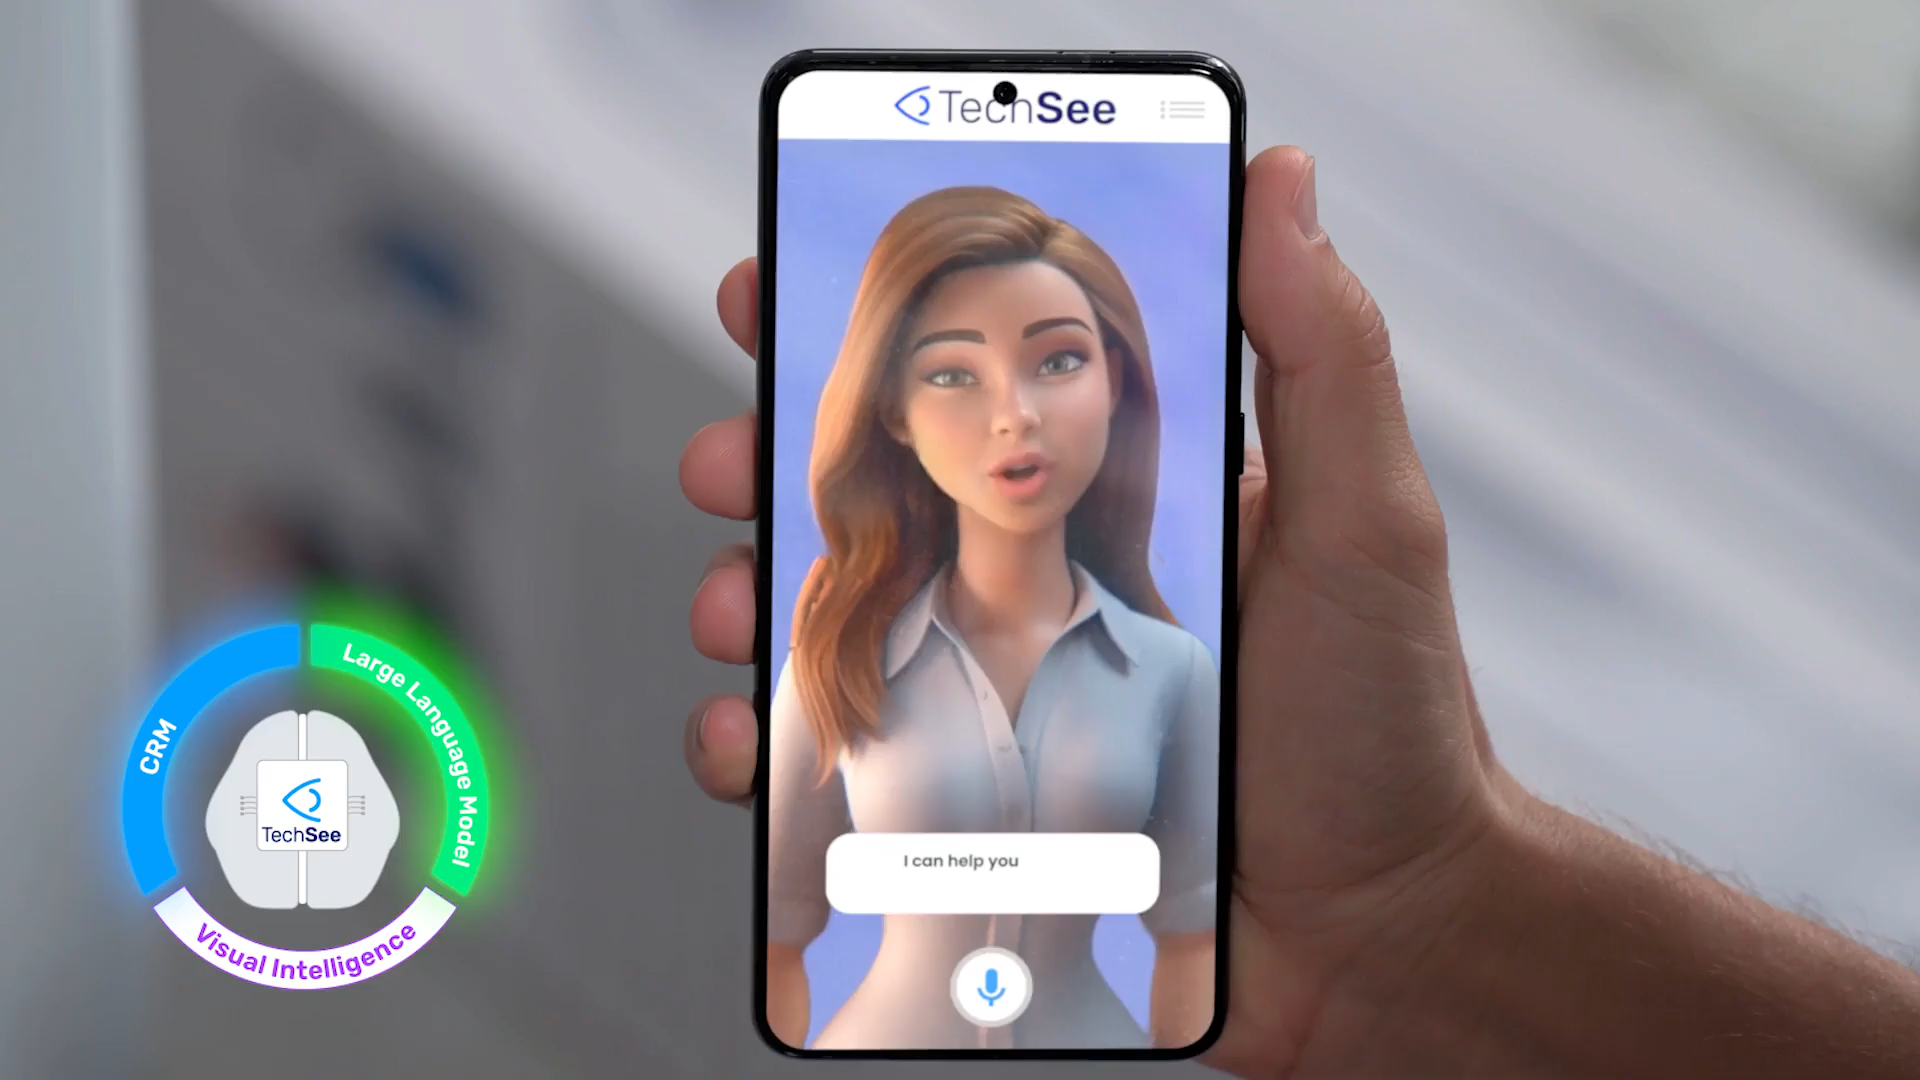 TechSee
I can help you
CRM
Large Language Model
TechSee
Visual Intelligence